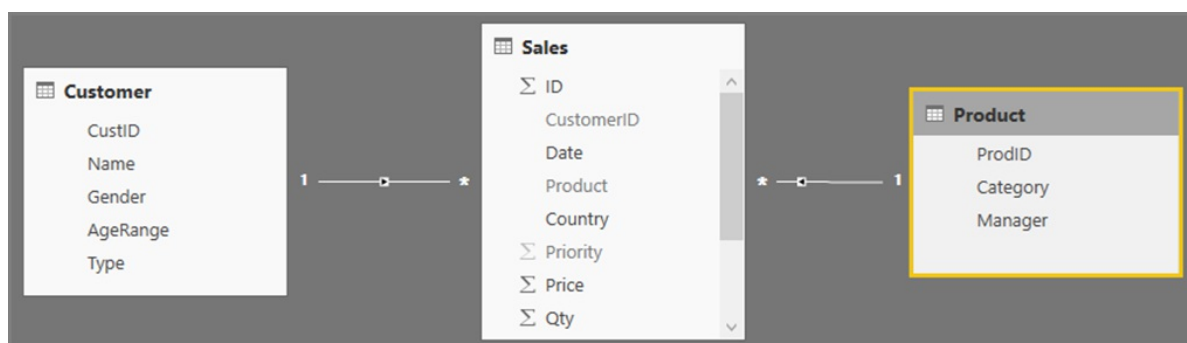 Customer
CustID
Name
Gender
AgeRange
Type
1
*
Sales
Σ ID
CustomerID
Date
Product
Country
Σ Priority
Σ Price
Σ Qty
*
1
Product
ProdID
Category
Manager